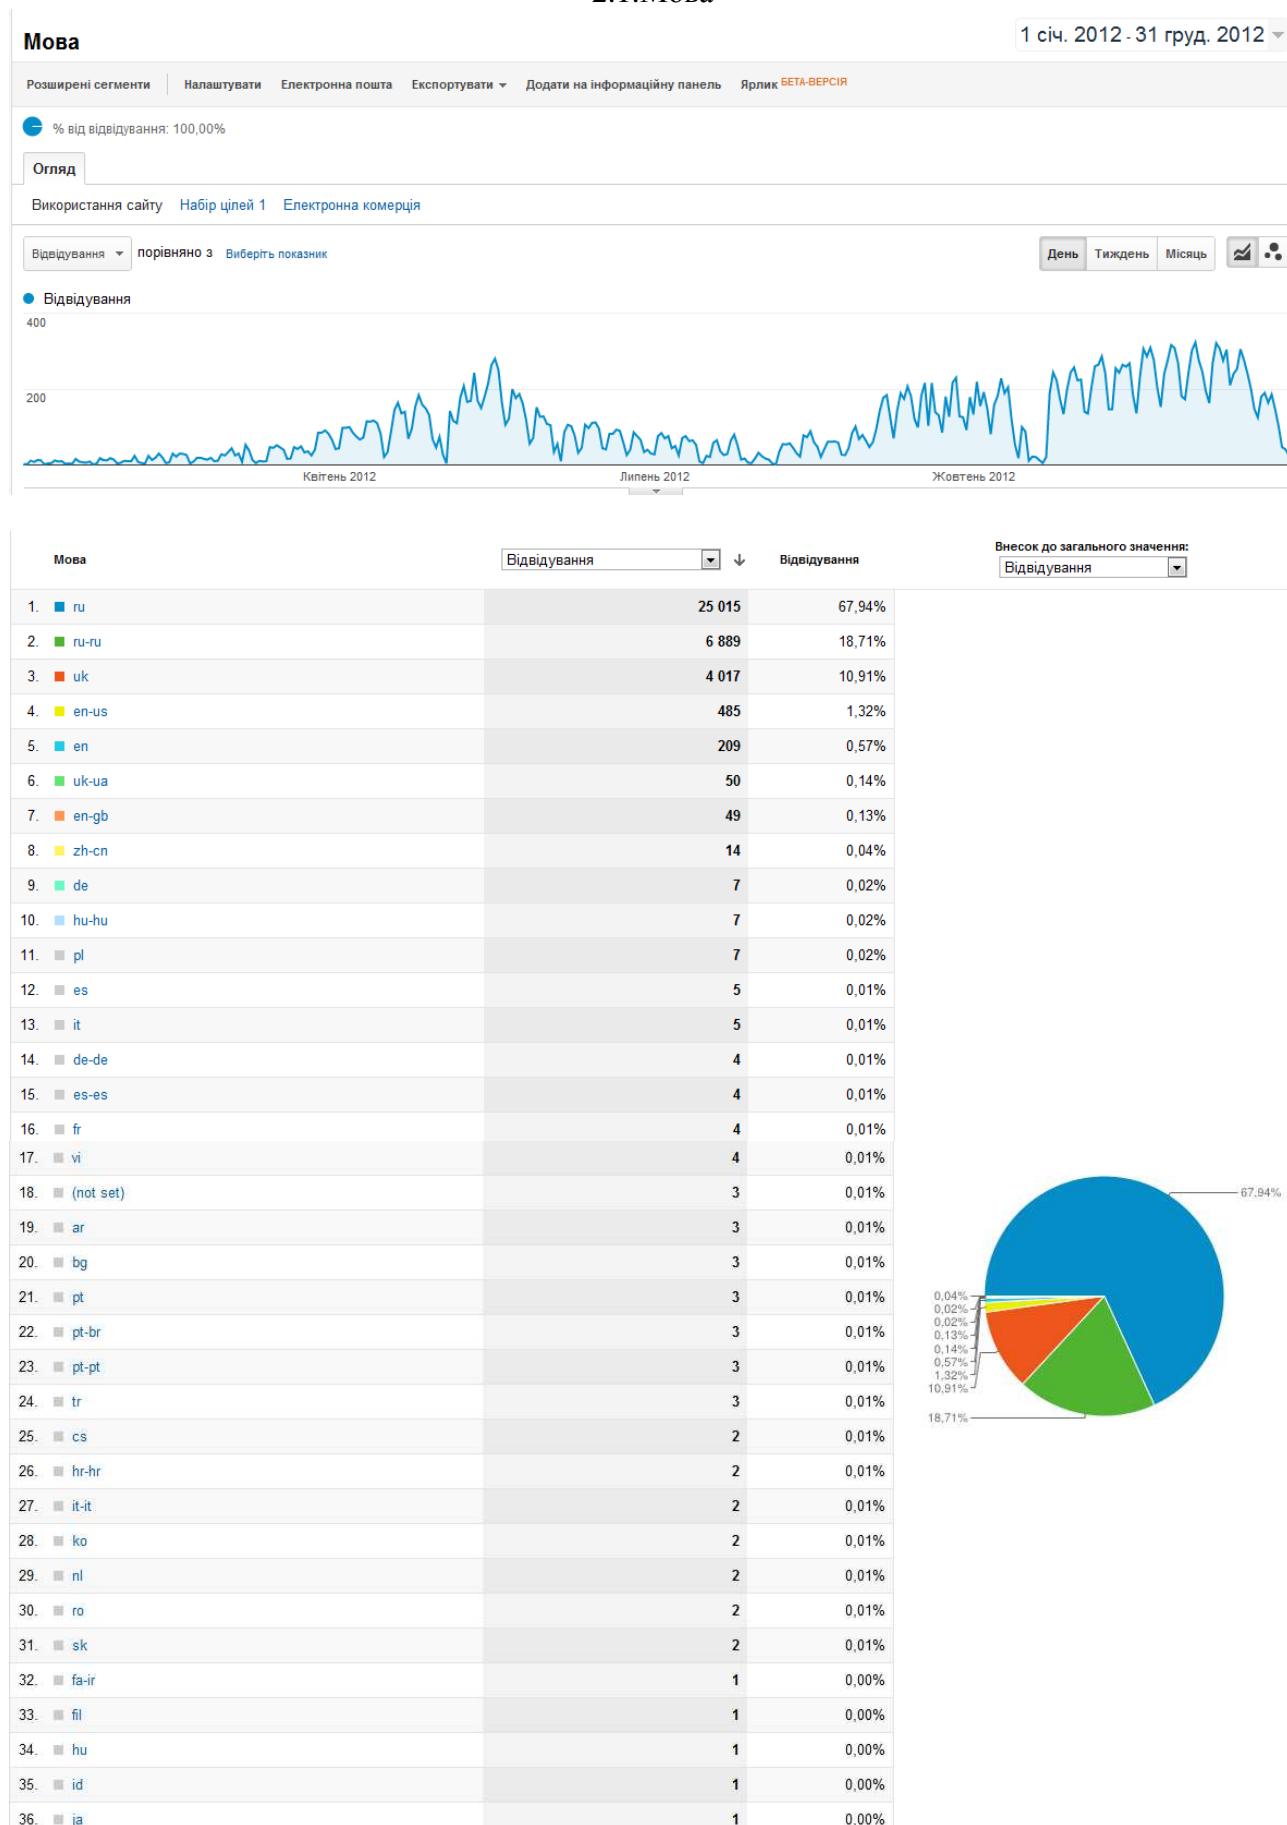 2.1.Мова
Мова
1 січ. 2012 - 31 груд. 2012
Розширені сегменти Налаштувати Електронна пошта Експортувати Додати на інформаційну панель Ярлик БЕТА-ВЕРСІЯ
% від відвідування: 100,00%
Огляд
Використання сайту Набір цілей 1 Електронна комерція
Відвідування порівняно з Виберіть показник День Тиждень Місяць
Відвідування
400
200
Квітень 2012 Липень 2012 Жовтень 2012
Мова Відвідування Відвідування Внесок до загального значення:
Відвідування
1. ru 25 015 67,94%
2. ru-ru 6 889 18,71%
3. uk 4 017 10,91%
4. en-us 485 1,32%
5. en 209 0,57%
6. uk-ua 50 0,14%
7. en-gb 49 0,13%
8. zh-cn 14 0,04%
9. de 7 0,02%
10. hu-hu 7 0,02%
11. pl 7 0,02%
12. es 5 0,01%
13. it 5 0,01%
14. de-de 4 0,01%
15. es-es 4 0,01%
16. fr 4 0,01%
17. vi 4 0,01%
18. (not set) 3 0,01%
19. ar 3 0,01%
20. bg 3 0,01%
21. pt 3 0,01%
22. pt-br 3 0,01%
23. pt-pt 3 0,01%
24. tr 3 0,01%
25. cs 2 0,01%
26. hr-hr 2 0,01%
27. it-it 2 0,01%
28. ko 2 0,01%
29. nl 2 0,01%
30. ro 2 0,01%
31. sk 2 0,01%
32. fa-ir 1 0,00%
33. fil 1 0,00%
34. hu 1 0,00%
35. id 1 0,00%
36. ja 1 0,00%
67,94%
0,04%
0,02%
0,02%
0,13%
0,14%
0,57%
1,32%
10,91%
18,71%